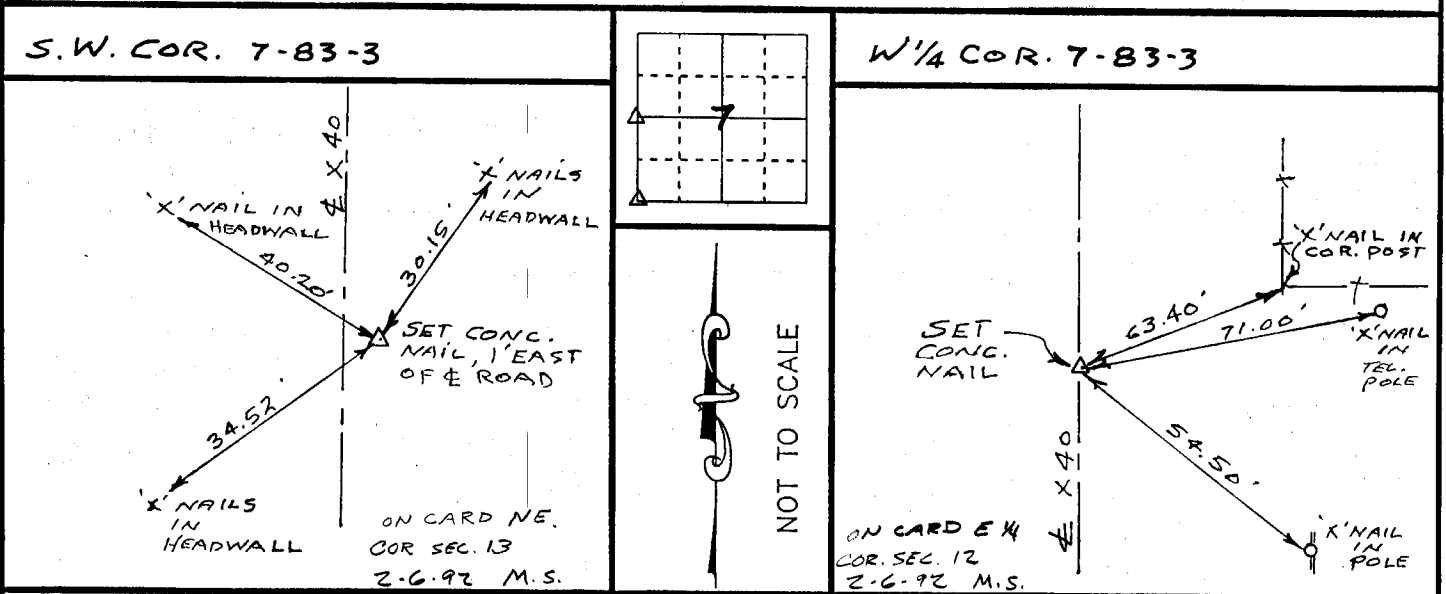 S.W. COR. 7-83-3
℄ X 40
'X' NAIL IN
HEADWALL
'X' NAILS
IN
HEADWALL
40.20'
30.15'
SET CONC.
NAIL, 1' EAST
OF ℄ ROAD
34.52
'X' NAILS
IN
HEADWALL
ON CARD NE.
COR SEC. 13
2-6-92 M.S.
7
NOT TO SCALE
W 1/4 COR. 7-83-3
'X' NAIL IN
COR. POST
63.40'
71.00'
SET
CONC.
NAIL
'X' NAIL
IN
TEL.
POLE
54.50'
℄ X 40
'X' NAIL
IN
POLE
ON CARD E 1/4
COR. SEC. 12
2-6-92 M.S.